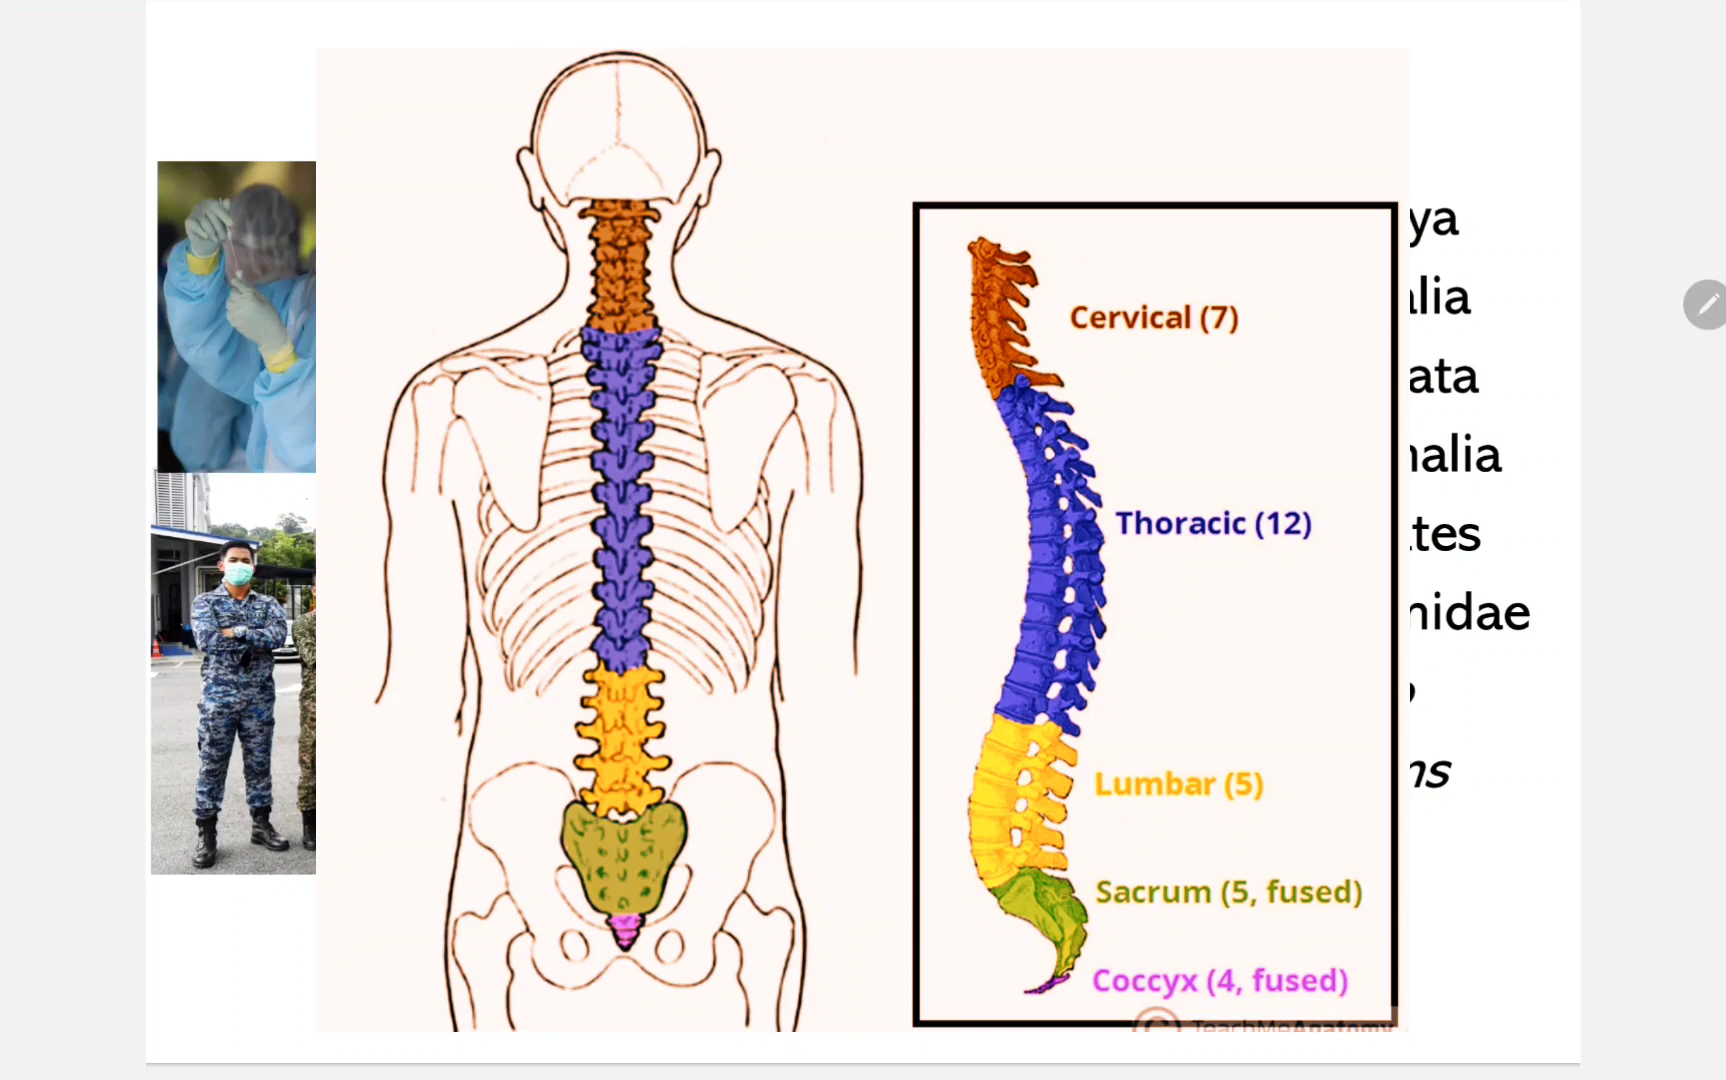 Cervical (7)
Thoracic (12)
Lumbar (5)
Sacrum (5, fused)
Coccyx (4, fused)
TeachMeAnatomy
ya
lia
ata
alia
tes
nidae
ns